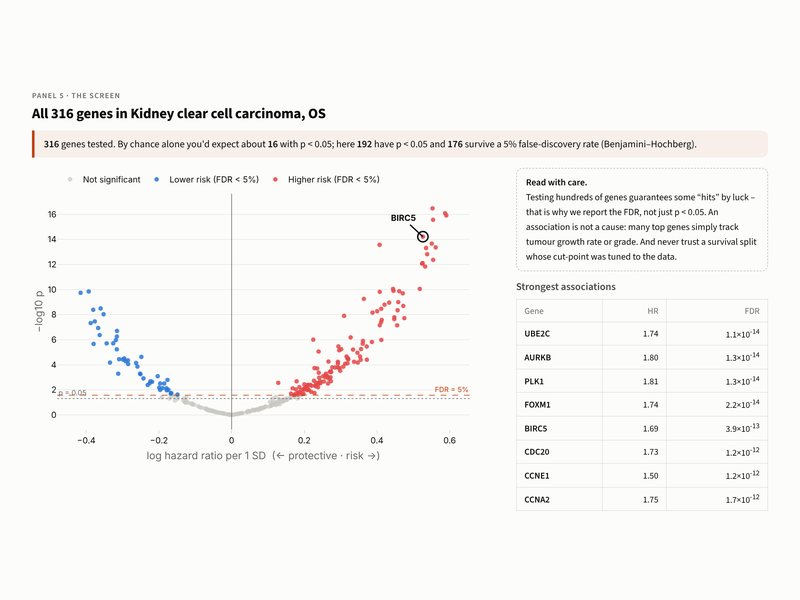 PANEL 5 · THE SCREEN
All 316 genes in Kidney clear cell carcinoma, OS
316 genes tested. By chance alone you'd expect about 16 with p < 0.05; here 192 have p < 0.05 and 176 survive a 5% false-discovery rate (Benjamini–Hochberg).
Not significant
Lower risk (FDR < 5%)
Higher risk (FDR < 5%)
16
14
12
10
8
6
4
2
0
−log10 p
BIRC5
FDR = 5%
p = 0.05
−0.4
−0.2
0
0.2
0.4
0.6
log hazard ratio per 1 SD (← protective · risk →)
Read with care.
Testing hundreds of genes guarantees some “hits” by luck –
that is why we report the FDR, not just p < 0.05. An
association is not a cause: many top genes simply track
tumour growth rate or grade. And never trust a survival split
whose cut-point was tuned to the data.
Strongest associations
Gene HR FDR
UBE2C 1.74 1.1×10⁻¹⁴
AURKB 1.80 1.3×10⁻¹⁴
PLK1 1.81 1.3×10⁻¹⁴
FOXM1 1.74 2.2×10⁻¹⁴
BIRC5 1.69 3.9×10⁻¹³
CDC20 1.73 1.2×10⁻¹²
CCNE1 1.50 1.2×10⁻¹²
CCNA2 1.75 1.7×10⁻¹²